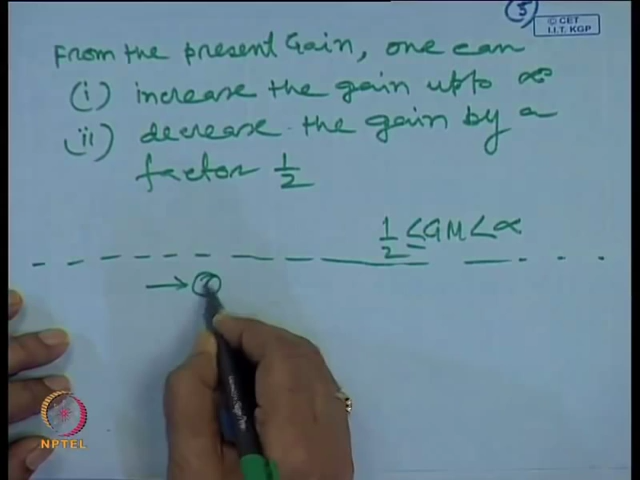 5
© CET
I.I.T. KGP
From the present Gain, one can
(i) increase the gain upto ∞
(ii) decrease the gain by a
factor 1/2
1/2 ≤ GM < ∝
NPTEL